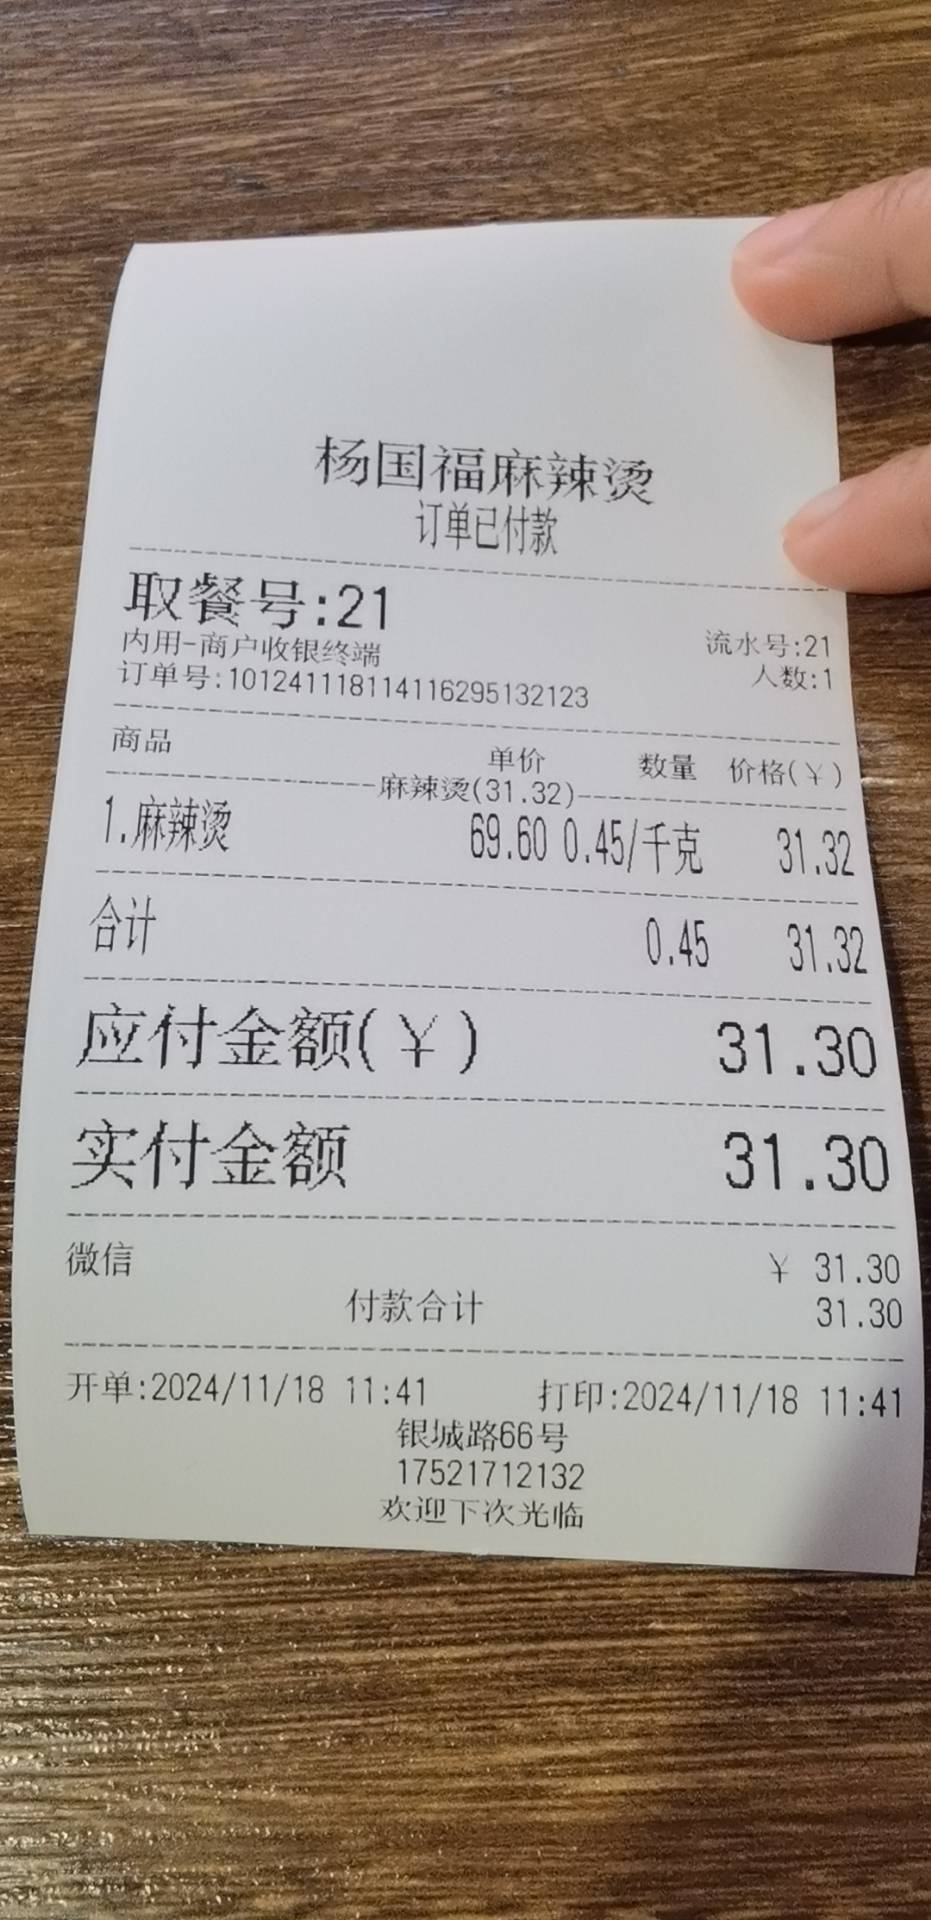 杨国福麻辣烫
订单已付款
取餐号:21
内用-商户收银终端 流水号:21
订单号:101241118114116295132123 人数:1
商品 单价 数量 价格(¥)
麻辣烫(31.32)
1.麻辣烫 69.60 0.45/千克 31.32
合计 0.45 31.32
应付金额(¥) 31.30
实付金额 31.30
微信 ¥ 31.30
付款合计 31.30
开单:2024/11/18 11:41 打印:2024/11/18 11:41
银城路66号
17521712132
欢迎下次光临